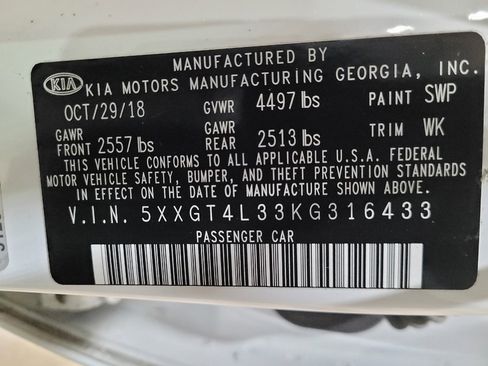 MANUFACTURED BY
KIA KIA MOTORS MANUFACTURING GEORGIA, INC.
OCT/29/18 GVWR 4497 lbs PAINT SWP
GAWR FRONT 2557 lbs GAWR REAR 2513 lbs TRIM WK
THIS VEHICLE CONFORMS TO ALL APPLICABLE U.S.A. FEDERAL
MOTOR VEHICLE SAFETY, BUMPER, AND THEFT PREVENTION STANDARDS
IN EFFECT ON THE DATE OF MANUFACTURE SHOWN ABOVE.
V.I.N. 5XXGT4L33KG316433
PASSENGER CAR